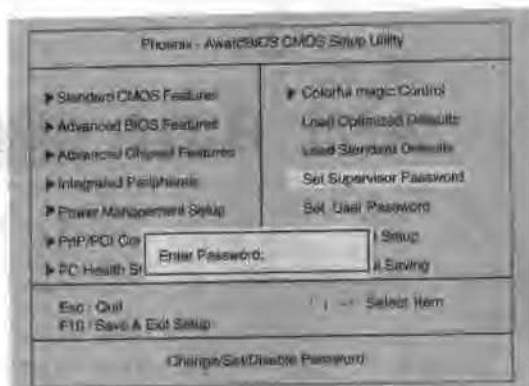 Phoenix - AwardBIOS CMOS Setup Utility
▶ Standard CMOS Features
▶ Advanced BIOS Features
▶ Advanced Chipset Features
▶ Integrated Peripherals
▶ Power Management Setup
▶ PnP/PCI Co
▶ PC Health S
▶ Colorful magic Control
Load Optimized Defaults
Load Standard Defaults
Set Supervisor Password
Set User Password
Setup
Saving
Enter Password:
Esc : Quit
F10 : Save & Exit Setup
Select Item
Change/Set/Disable Password